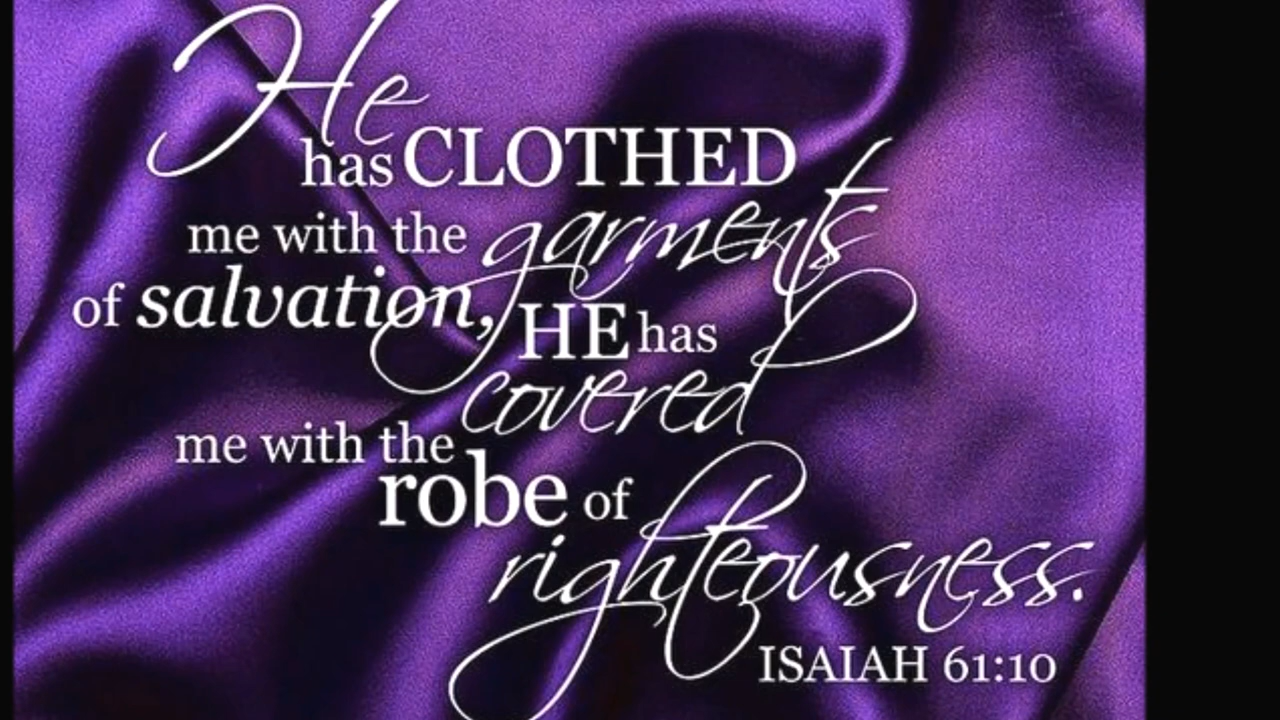 He
has CLOTHED
me with the garments
of salvation, HE has
covered
me with the
robe of
righteousness.
ISAIAH 61:10